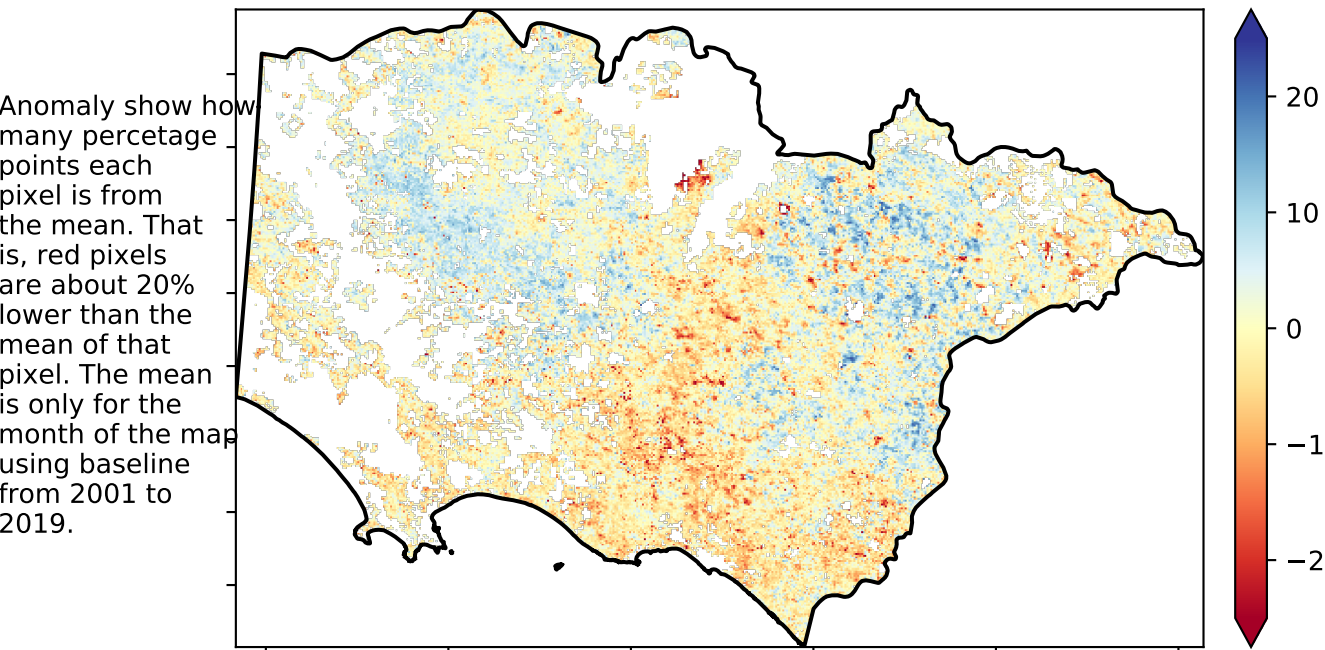 Anomaly show how
many percetage
points each
pixel is from
the mean. That
is, red pixels
are about 20%
lower than the
mean of that
pixel. The mean
is only for the
month of the map
using baseline
from 2001 to
2019.
20
10
0
−1
−2